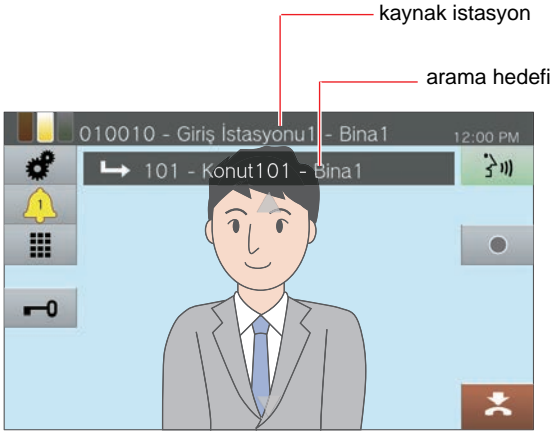 kaynak istasyon
arama hedefi
010010 - Giriş İstasyonu1 - Bina1
12:00 PM
101 - Konut101 - Bina1
1